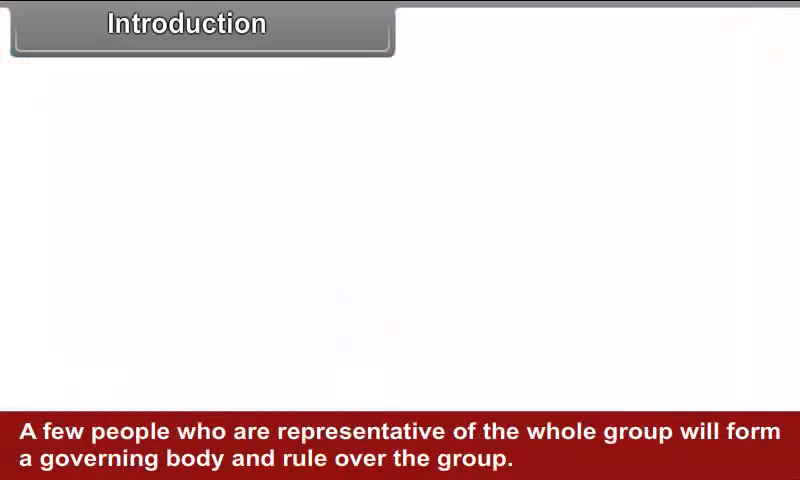 Introduction
A few people who are representative of the whole group will form
a governing body and rule over the group.